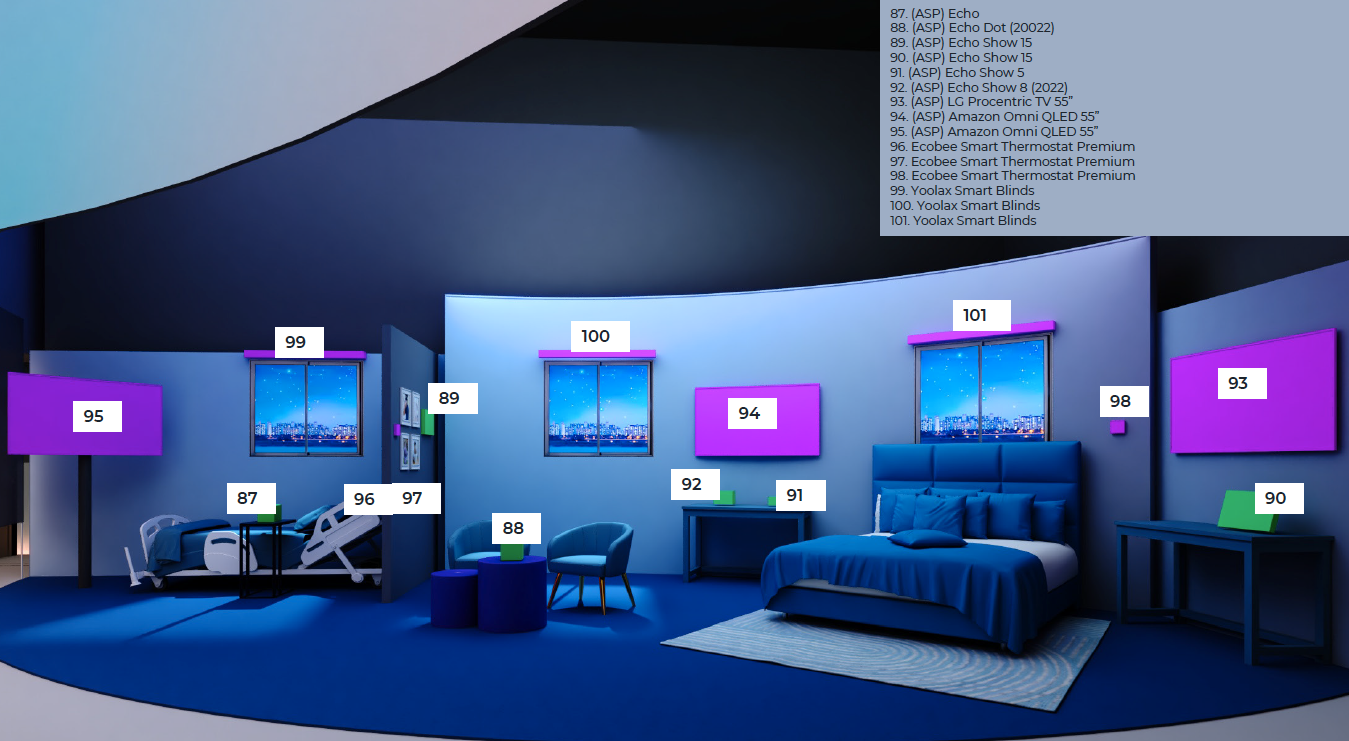 87. (ASP) Echo
88. (ASP) Echo Dot (20022)
89. (ASP) Echo Show 15
90. (ASP) Echo Show 15
91. (ASP) Echo Show 5
92. (ASP) Echo Show 8 (2022)
93. (ASP) LG Procentric TV 55”
94. (ASP) Amazon Omni QLED 55”
95. (ASP) Amazon Omni QLED 55”
96. Ecobee Smart Thermostat Premium
97. Ecobee Smart Thermostat Premium
98. Ecobee Smart Thermostat Premium
99. Yoolax Smart Blinds
100. Yoolax Smart Blinds
101. Yoolax Smart Blinds
99
100
101
89
95
94
98
93
87
96
97
88
92
91
90